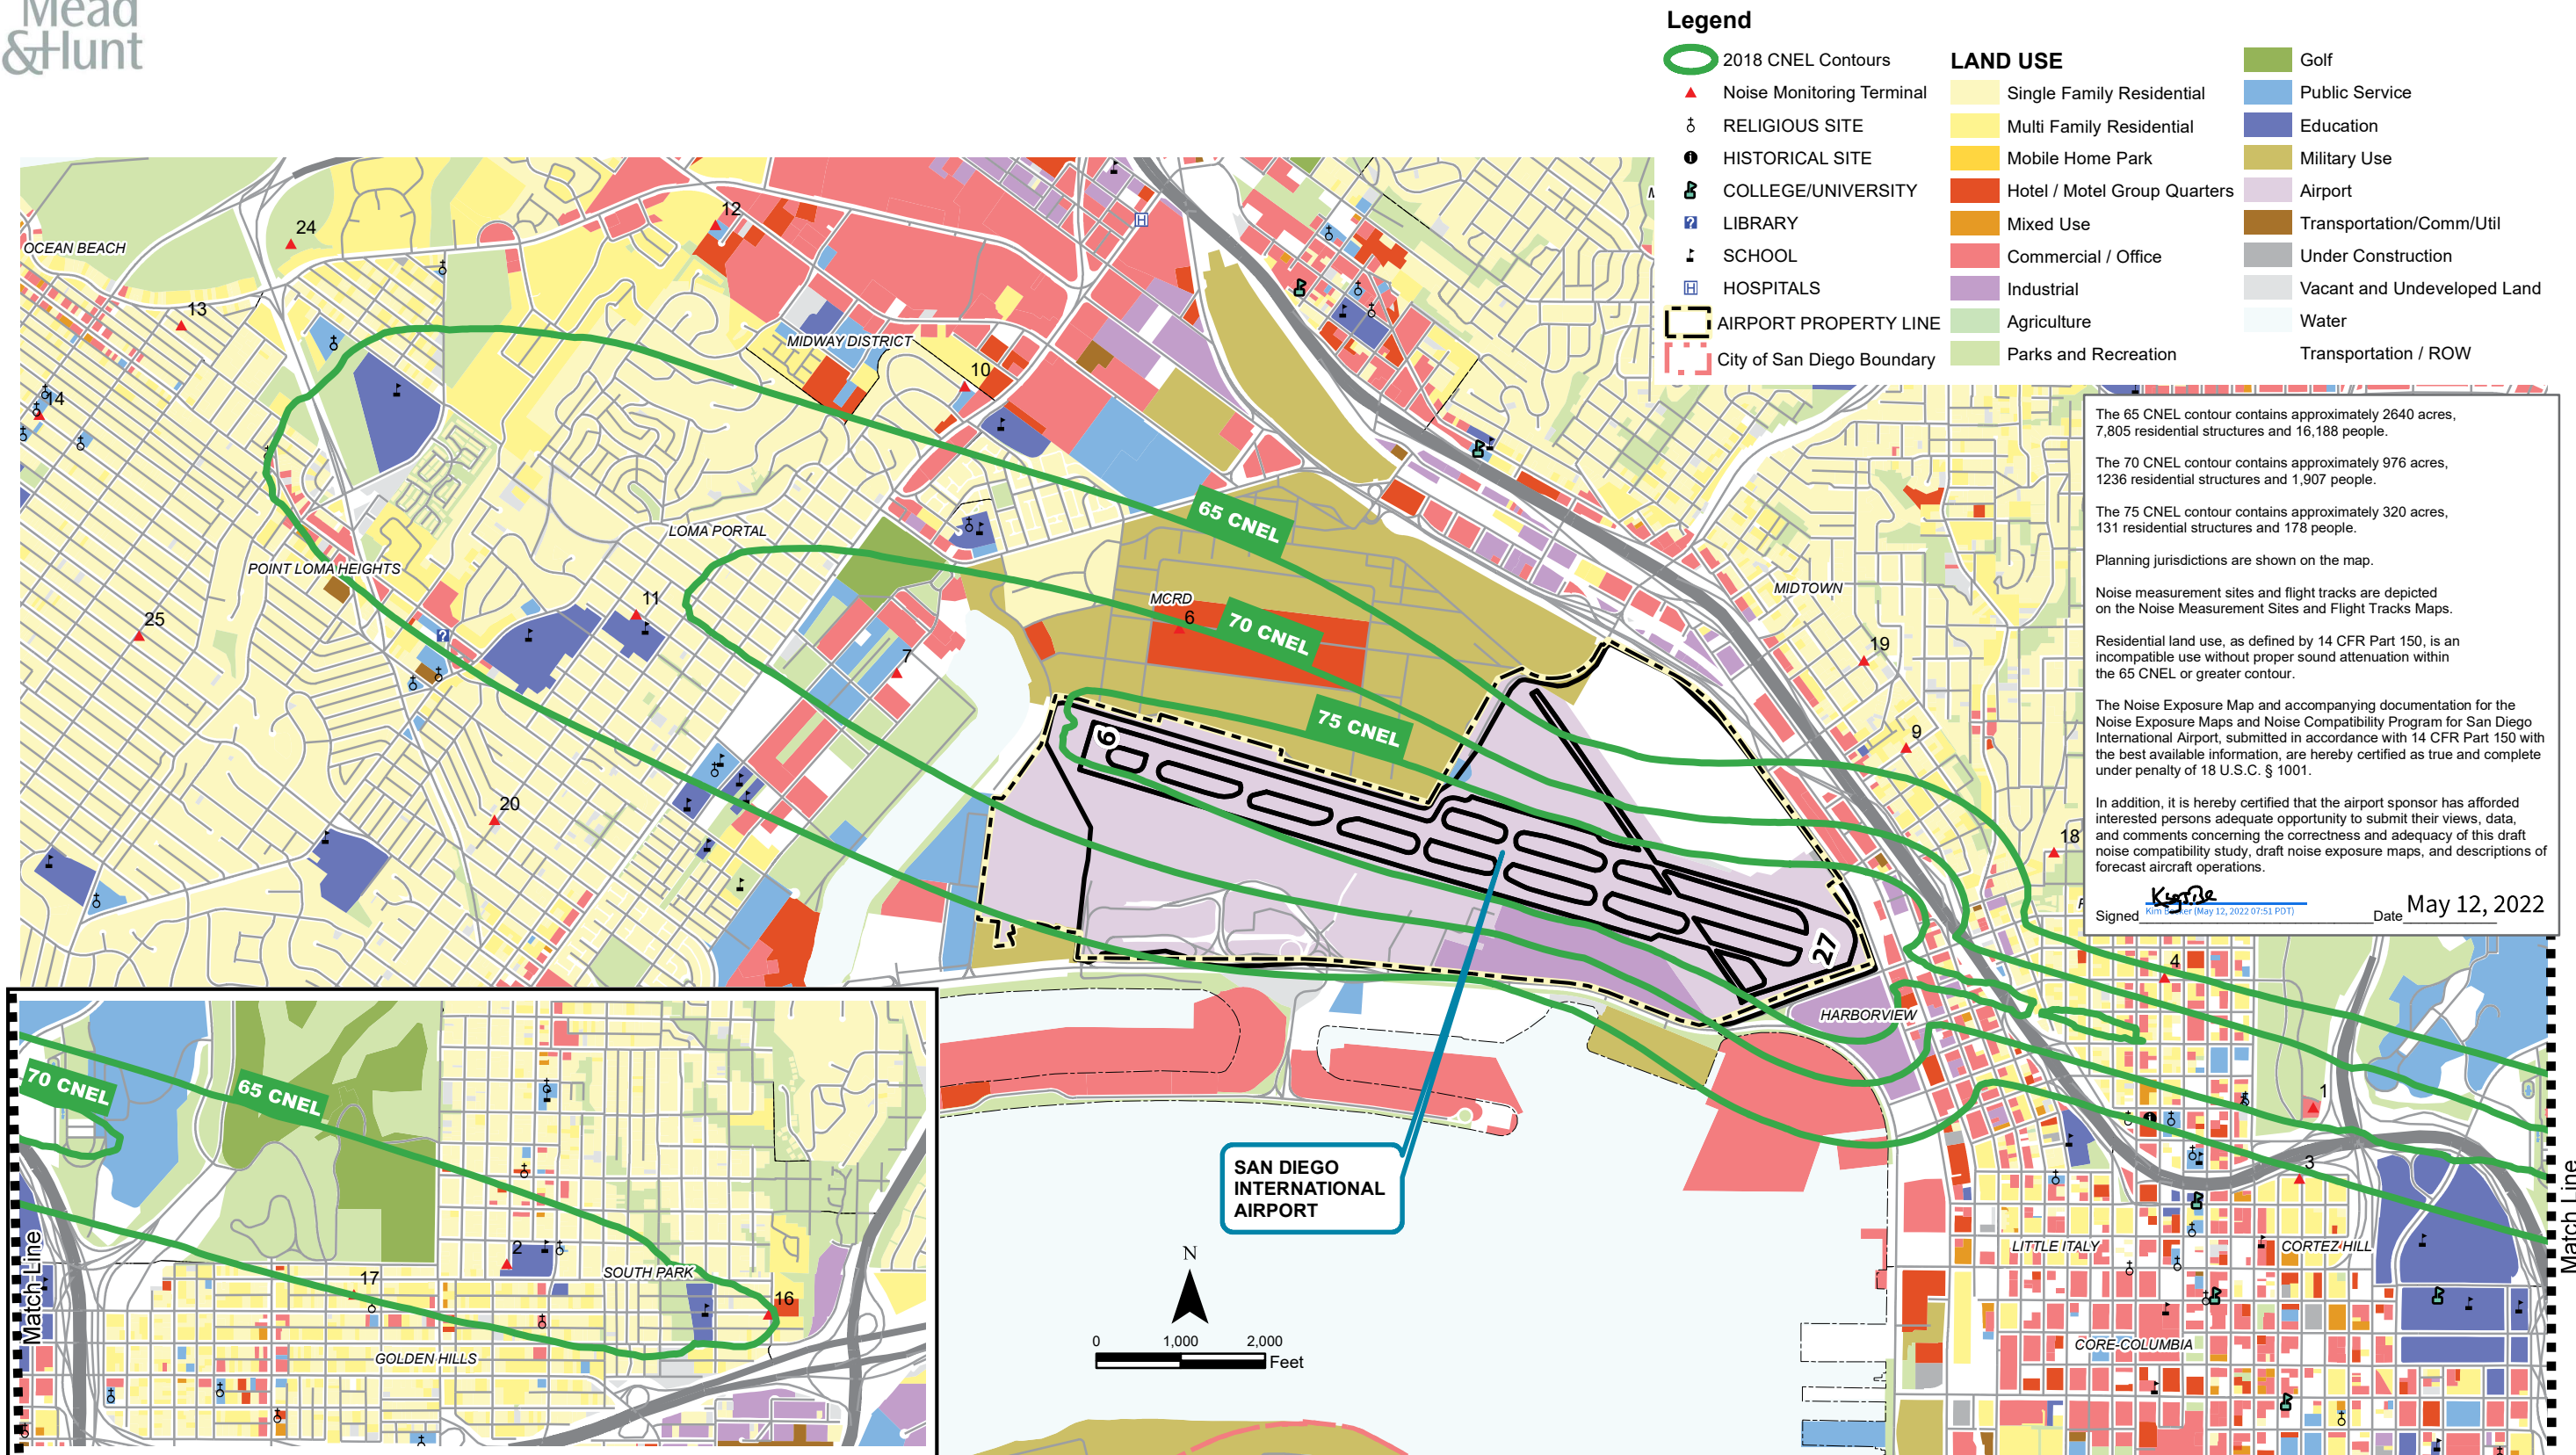 Mead
&Hunt
Legend
2018 CNEL Contours
Noise Monitoring Terminal
RELIGIOUS SITE
HISTORICAL SITE
COLLEGE/UNIVERSITY
LIBRARY
SCHOOL
HOSPITALS
AIRPORT PROPERTY LINE
City of San Diego Boundary
LAND USE
Single Family Residential
Multi Family Residential
Mobile Home Park
Hotel / Motel Group Quarters
Mixed Use
Commercial / Office
Industrial
Agriculture
Parks and Recreation
Golf
Public Service
Education
Military Use
Airport
Transportation/Comm/Util
Under Construction
Vacant and Undeveloped Land
Water
Transportation / ROW
The 65 CNEL contour contains approximately 2640 acres,
7,805 residential structures and 16,188 people.
The 70 CNEL contour contains approximately 976 acres,
1236 residential structures and 1,907 people.
The 75 CNEL contour contains approximately 320 acres,
131 residential structures and 178 people.
Planning jurisdictions are shown on the map.
Noise measurement sites and flight tracks are depicted
on the Noise Measurement Sites and Flight Tracks Maps.
Residential land use, as defined by 14 CFR Part 150, is an
incompatible use without proper sound attenuation within
the 65 CNEL or greater contour.
The Noise Exposure Map and accompanying documentation for the
Noise Exposure Maps and Noise Compatibility Program for San Diego
International Airport, submitted in accordance with 14 CFR Part 150 with
the best available information, are hereby certified as true and complete
under penalty of 18 U.S.C. § 1001.
In addition, it is hereby certified that the airport sponsor has afforded
interested persons adequate opportunity to submit their views, data,
and comments concerning the correctness and adequacy of this draft
noise compatibility study, draft noise exposure maps, and descriptions of
forecast aircraft operations.
Signed
Kim (May 12, 2022 07:51 PDT)
Date May 12, 2022
OCEAN BEACH
24
12
13
14
MIDWAY DISTRICT
10
LOMA PORTAL
65 CNEL
POINT LOMA HEIGHTS
11
25
MCRD
6
70 CNEL
MIDTOWN
19
7
75 CNEL
9
9
20
18
27
4
HARBORVIEW
1
3
SAN DIEGO
INTERNATIONAL
AIRPORT
LITTLE ITALY
CORTEZ HILL
CORE-COLUMBIA
Match Line
N
0 1,000 2,000
Feet
70 CNEL
65 CNEL
2
SOUTH PARK
17
16
GOLDEN HILLS
Match Line